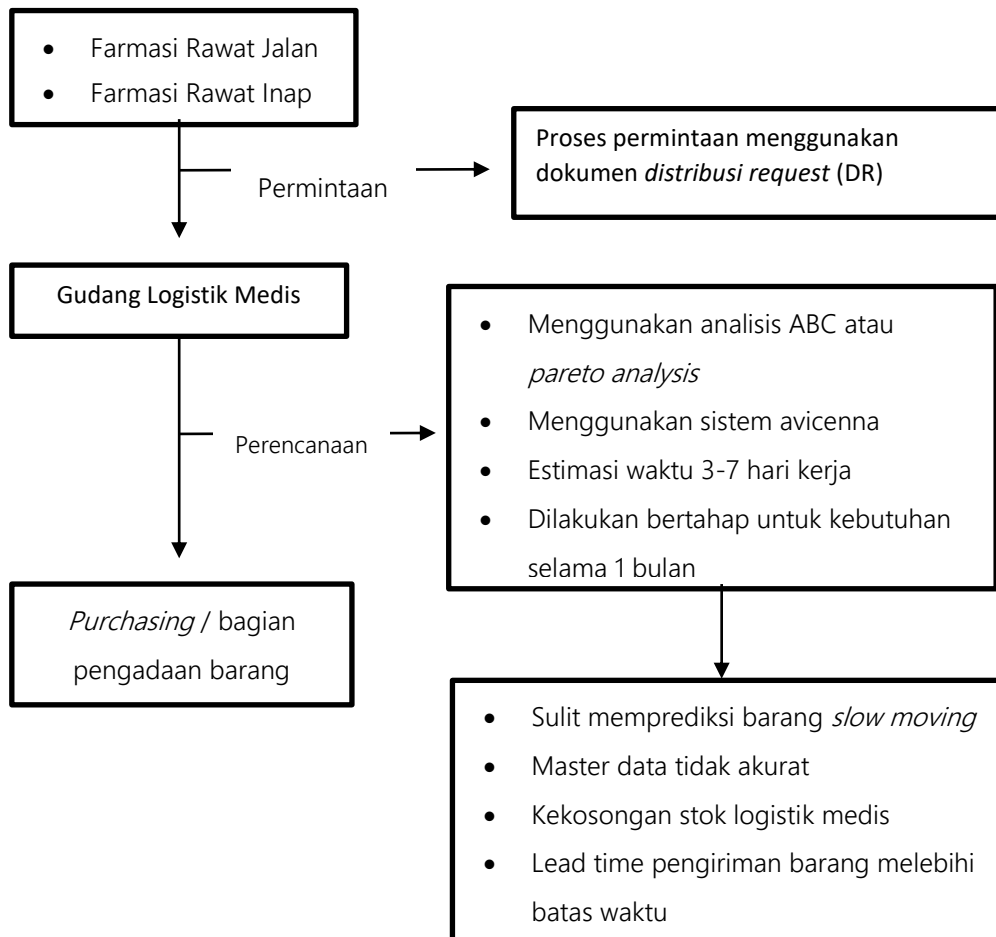 • Farmasi Rawat Jalan
• Farmasi Rawat Inap
Proses permintaan menggunakan
dokumen distribusi request (DR)
Permintaan
Gudang Logistik Medis
• Menggunakan analisis ABC atau
pareto analysis
• Menggunakan sistem avicenna
• Estimasi waktu 3-7 hari kerja
• Dilakukan bertahap untuk kebutuhan
selama 1 bulan
Perencanaan
Purchasing / bagian
pengadaan barang
• Sulit memprediksi barang slow moving
• Master data tidak akurat
• Kekosongan stok logistik medis
• Lead time pengiriman barang melebihi
batas waktu